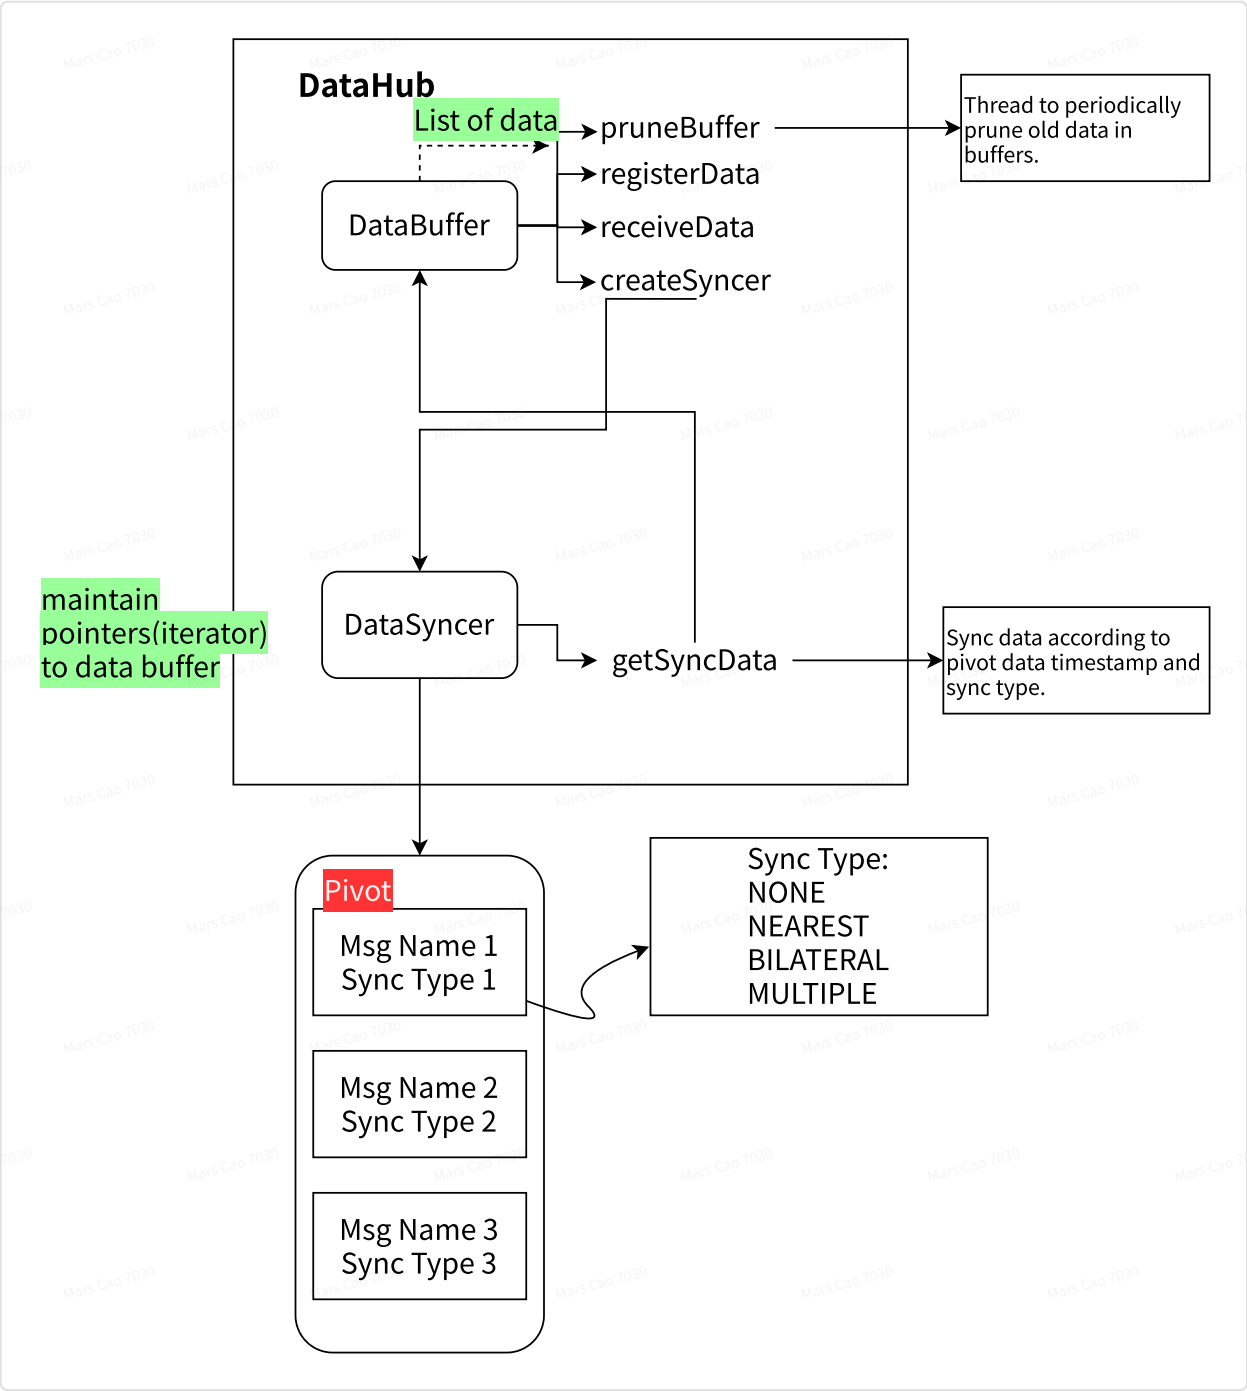 DataHub
List of data
pruneBuffer
registerData
DataBuffer
receiveData
createSyncer
Thread to periodically
prune old data in
buffers.
maintain
pointers(iterator)
to data buffer
DataSyncer
getSyncData
Sync data according to
pivot data timestamp and
sync type.
Pivot
Msg Name 1
Sync Type 1
Sync Type:
NONE
NEAREST
BILATERAL
MULTIPLE
Msg Name 2
Sync Type 2
Msg Name 3
Sync Type 3
Mars Cao 7030